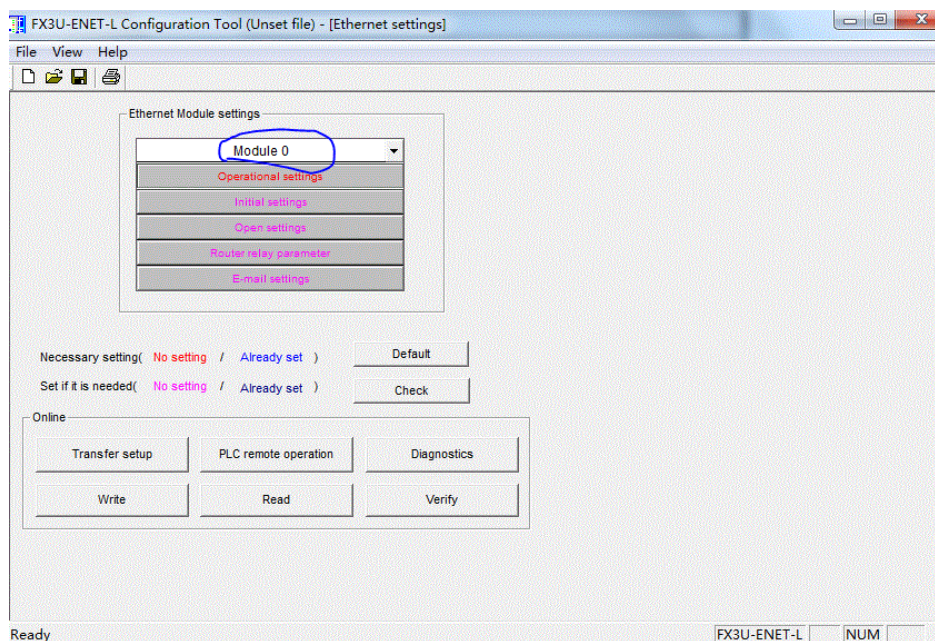 FX3U-ENET-L Configuration Tool (Unset file) - [Ethernet settings]
File View Help
Ethernet Module settings
Module 0
Operational settings
Initial settings
Open settings
Router relay parameter
E-mail settings
Necessary setting( No setting / Already set ) Default
Set if it is needed( No setting / Already set ) Check
Online
Transfer setup PLC remote operation Diagnostics
Write Read Verify
Ready FX3U-ENET-L NUM